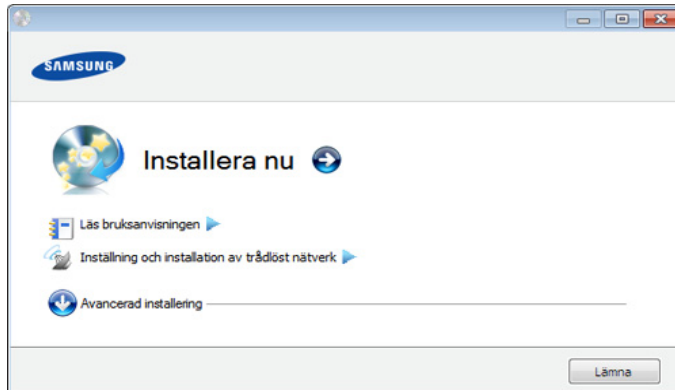 SAMSUNG
Installera nu
Läs bruksanvisningen
Inställning och installation av trådlöst nätverk
Avancerad installering
Lämna